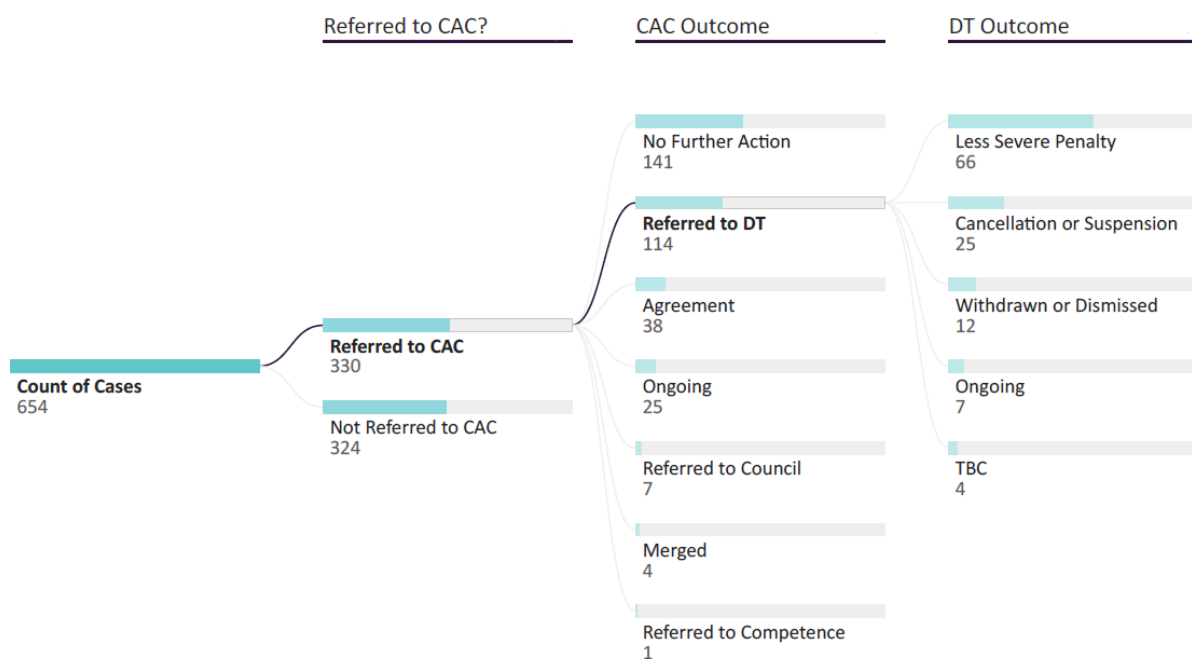 Referred to CAC?
CAC Outcome
DT Outcome
Count of Cases
654
Referred to CAC
330
Not Referred to CAC
324
No Further Action
141
Referred to DT
114
Agreement
38
Ongoing
25
Referred to Council
7
Merged
4
Referred to Competence
1
Less Severe Penalty
66
Cancellation or Suspension
25
Withdrawn or Dismissed
12
Ongoing
7
TBC
4